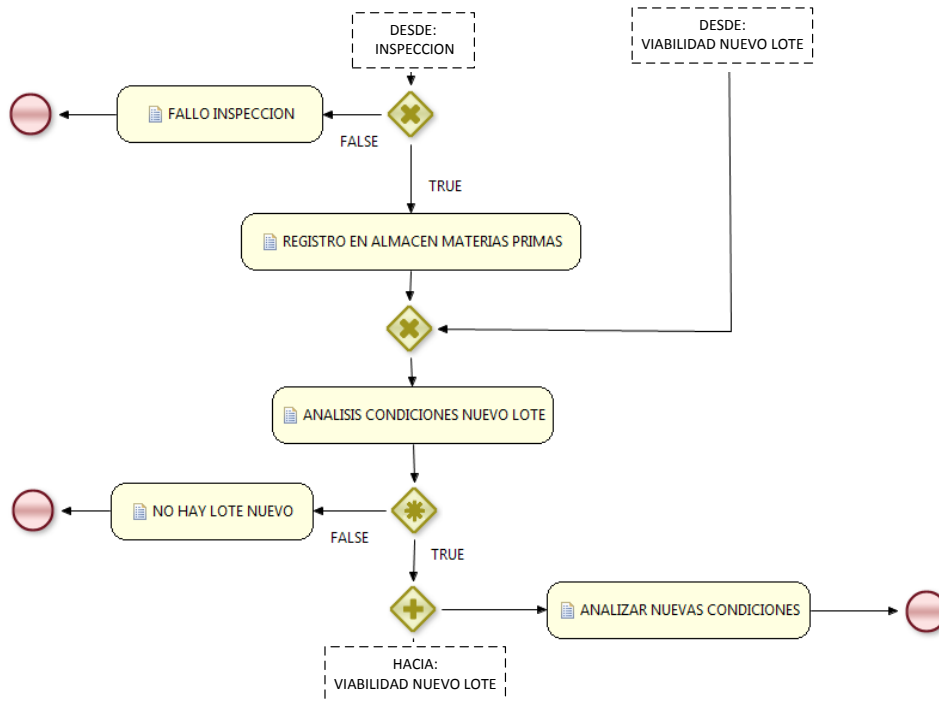 DESDE:
INSPECCION
DESDE:
VIABILIDAD NUEVO LOTE
FALLO INSPECCION
FALSE
TRUE
REGISTRO EN ALMACEN MATERIAS PRIMAS
ANALISIS CONDICIONES NUEVO LOTE
NO HAY LOTE NUEVO
FALSE
TRUE
ANALIZAR NUEVAS CONDICIONES
HACIA:
VIABILIDAD NUEVO LOTE